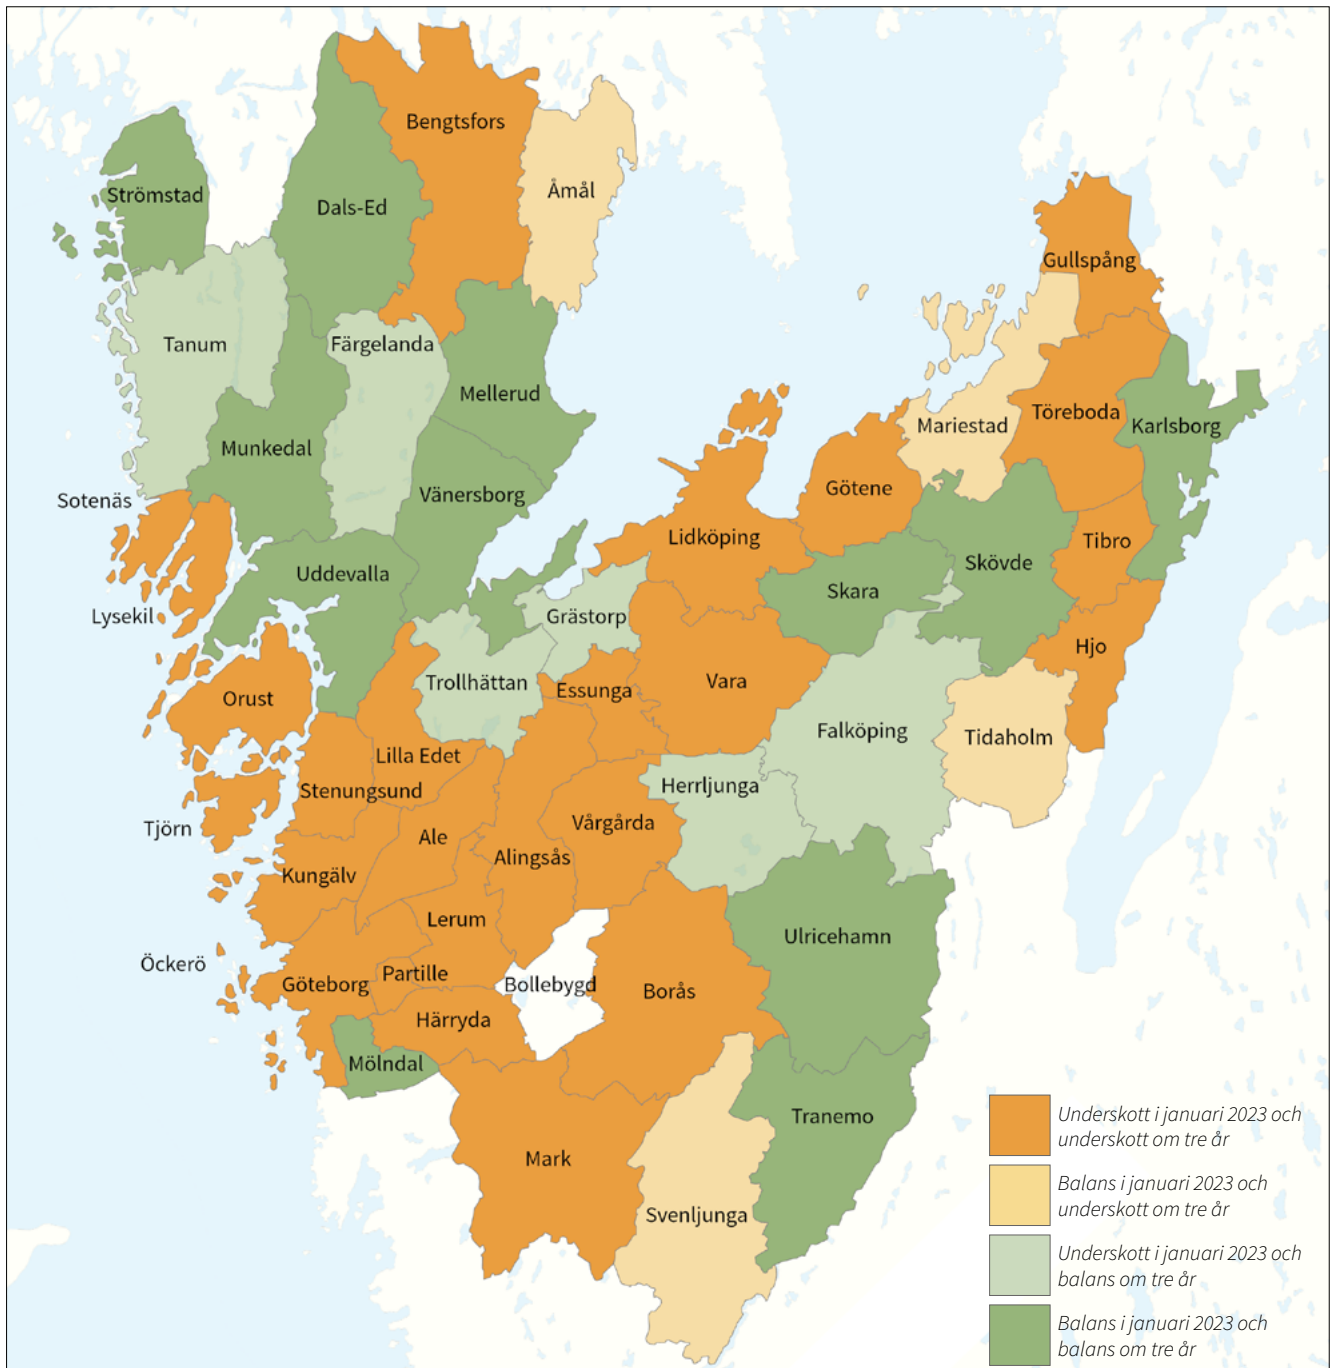 Bengtsfors
Åmål
Strömstad
Dals-Ed
Gullspång
Tanum
Färgelanda
Mellerud
Töreboda
Mariestad
Karlsborg
Munkedal
Vänersborg
Götene
Sotenäs
Lidköping
Tibro
Skövde
Uddevalla
Skara
Lysekil
Grästorp
Hjo
Trollhättan
Vara
Essunga
Orust
Falköping
Tidaholm
Lilla Edet
Herrljunga
Stenungsund
Vårgårda
Tjörn
Ale
Alingsås
Kungälv
Lerum
Ulricehamn
Öckerö
Partille
Göteborg
Bollebygd
Borås
Härryda
Mölndal
Tranemo
Mark
Svenljunga
Underskott i januari 2023 och
underskott om tre år
Balans i januari 2023 och
underskott om tre år
Underskott i januari 2023 och
balans om tre år
Balans i januari 2023 och
balans om tre år